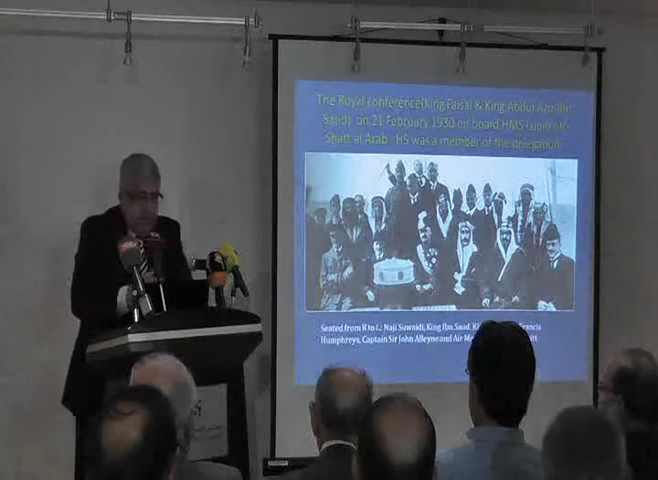 The Royal conference(King Faisal & King Abdul Aziz Ibn
Saud) on 21 February 1930 on board HMS Lupin off
Shatt al Arab. HS was a member of the delegation
Seated from R to L: Naji Suwaidi, King Ibn Saud, Francis
Humphreys, Captain Sir John Alleyne and Air